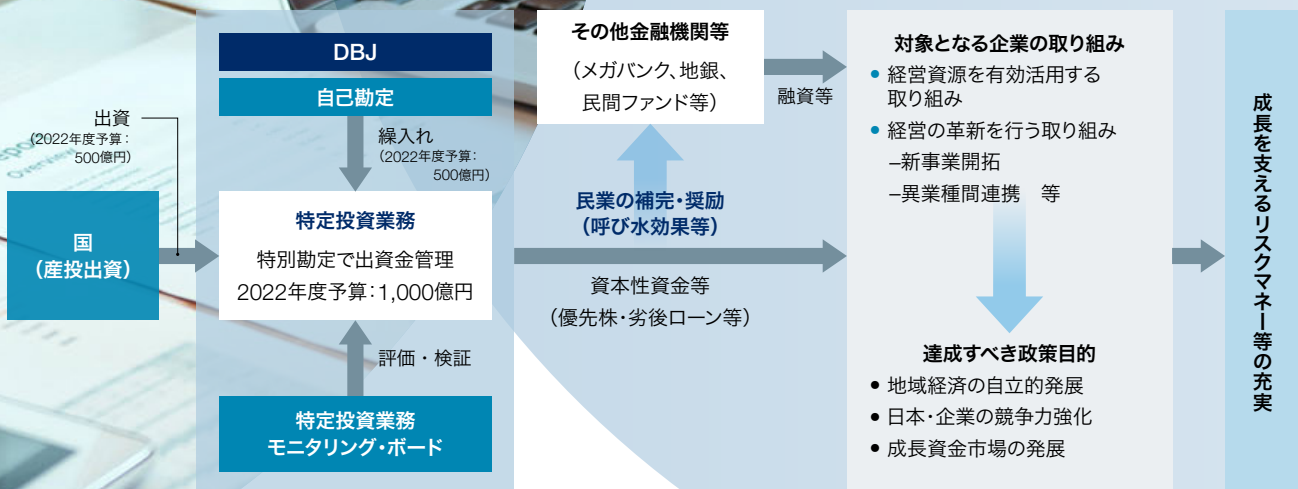 出資
(2022年度予算:
500億円)
国
(産投出資)
DBJ
自己勘定
繰入れ
(2022年度予算:
500億円)
特定投資業務
特別勘定で出資金管理
2022年度予算:1,000億円
評価・検証
特定投資業務
モニタリング・ボード
その他金融機関等
(メガバンク、地銀、
民間ファンド等)
融資等
民業の補完・奨励
(呼び水効果等)
資本性資金等
(優先株・劣後ローン等)
対象となる企業の取り組み
• 経営資源を有効活用する
取り組み
• 経営の革新を行う取り組み
–新事業開拓
–異業種間連携 等
達成すべき政策目的
• 地域経済の自立的発展
• 日本・企業の競争力強化
• 成長資金市場の発展
成長を支えるリスクマネー等の充実
Overview